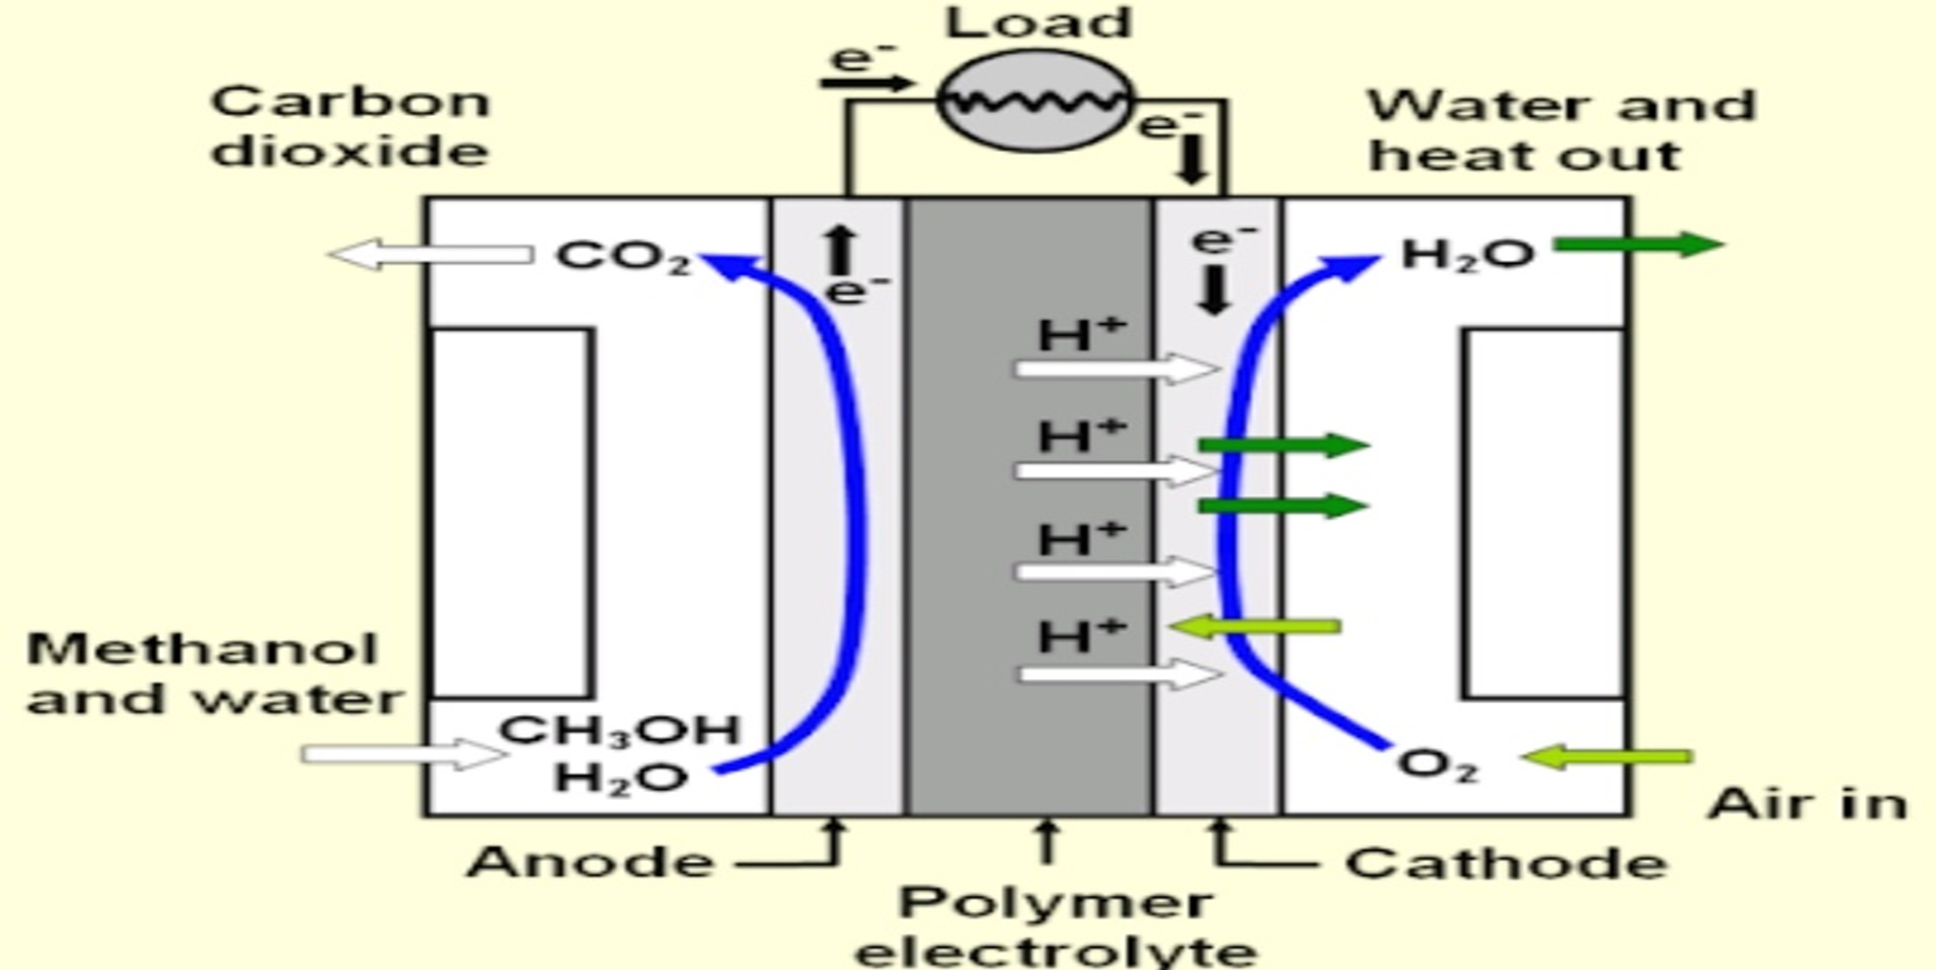 Load
e⁻
Carbon
dioxide
Water and
heat out
e⁻
CO₂
e⁻
e⁻
H₂O
H⁺
H⁺
H⁺
H⁺
Methanol
and water
CH₃OH
H₂O
O₂
Air in
Anode
Cathode
Polymer
electrolyte